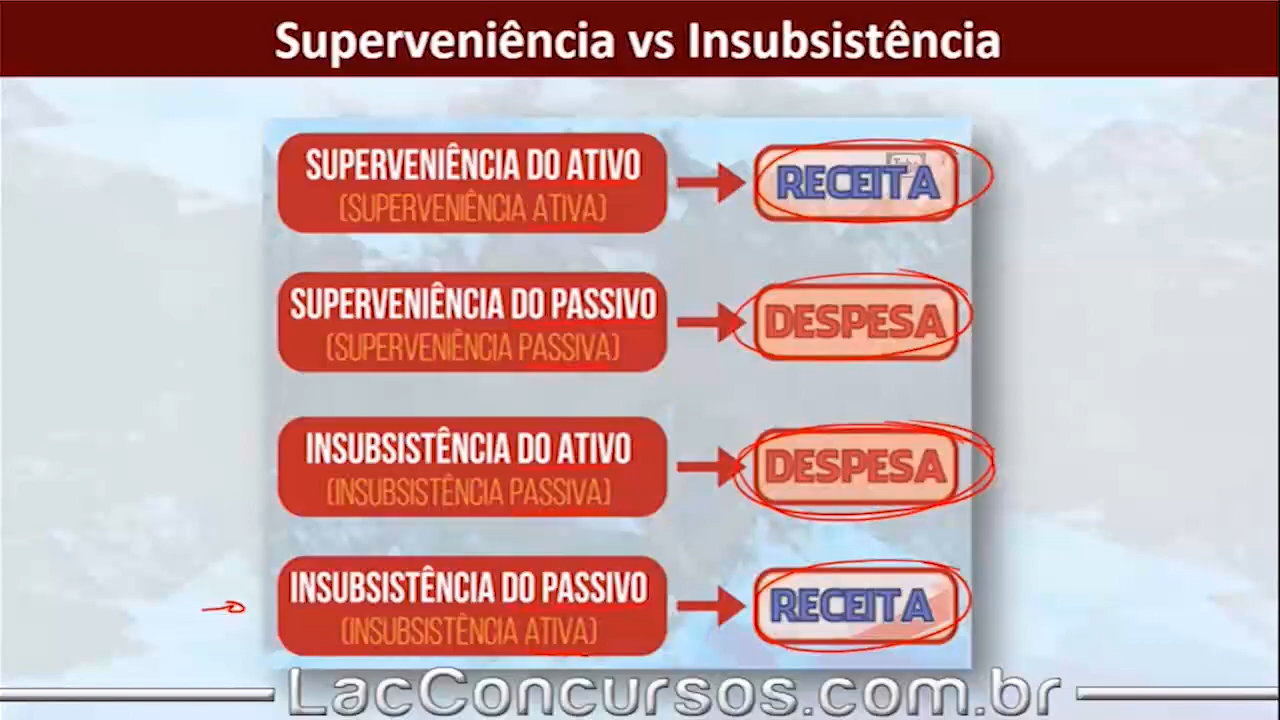 Superveniência vs Insubsistência
SUPERVENIÊNCIA DO ATIVO
(SUPERVENIÊNCIA ATIVA)
RECEITA
SUPERVENIÊNCIA DO PASSIVO
(SUPERVENIÊNCIA PASSIVA)
DESPESA
INSUBSISTÊNCIA DO ATIVO
(INSUBSISTÊNCIA PASSIVA)
DESPESA
INSUBSISTÊNCIA DO PASSIVO
(INSUBSISTÊNCIA ATIVA)
RECEITA
LacConcursos.com.br